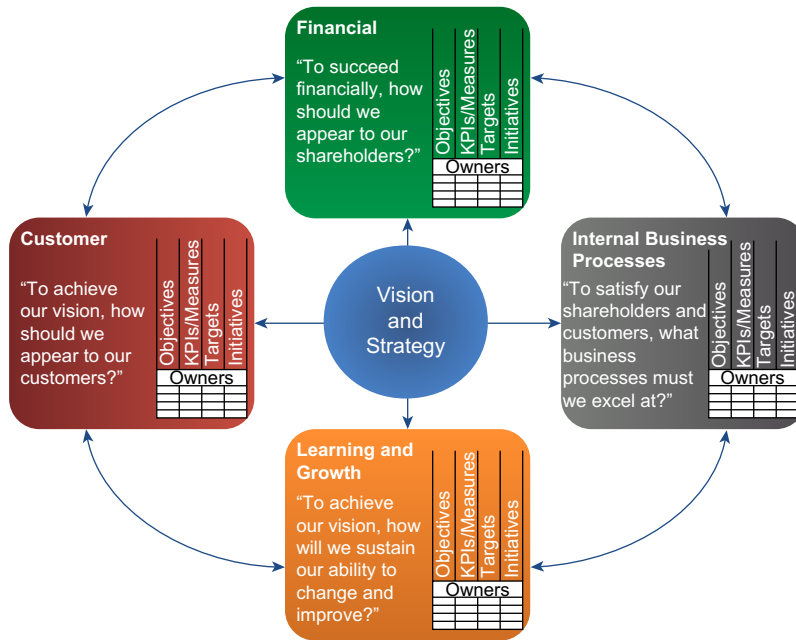 Financial
“To succeed
financially, how
should we
appear to our
shareholders?”
Objectives
KPIs/Measures
Targets
Initiatives
Owners
Customer
“To achieve
our vision, how
should we
appear to our
customers?”
Objectives
KPIs/Measures
Targets
Initiatives
Owners
Vision
and
Strategy
Internal Business
Processes
“To satisfy our
shareholders and
customers, what
business
processes must
we excel at?”
Objectives
KPIs/Measures
Targets
Initiatives
Owners
Learning and
Growth
“To achieve
our vision, how
will we sustain
our ability to
change and
improve?”
Objectives
KPIs/Measures
Targets
Initiatives
Owners